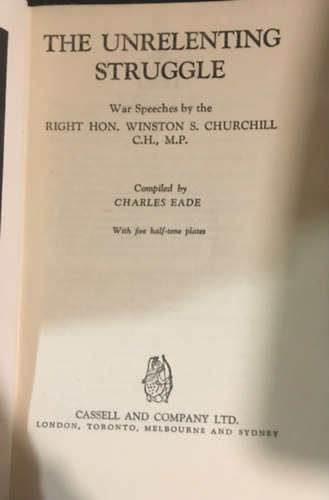 THE UNRELENTING
STRUGGLE
War Speeches by the
RIGHT HON. WINSTON S. CHURCHILL
C.H., M.P.
Compiled by
CHARLES EADE
With five half-tone plates
CASSELL AND COMPANY LTD.
LONDON, TORONTO, MELBOURNE AND SYDNEY